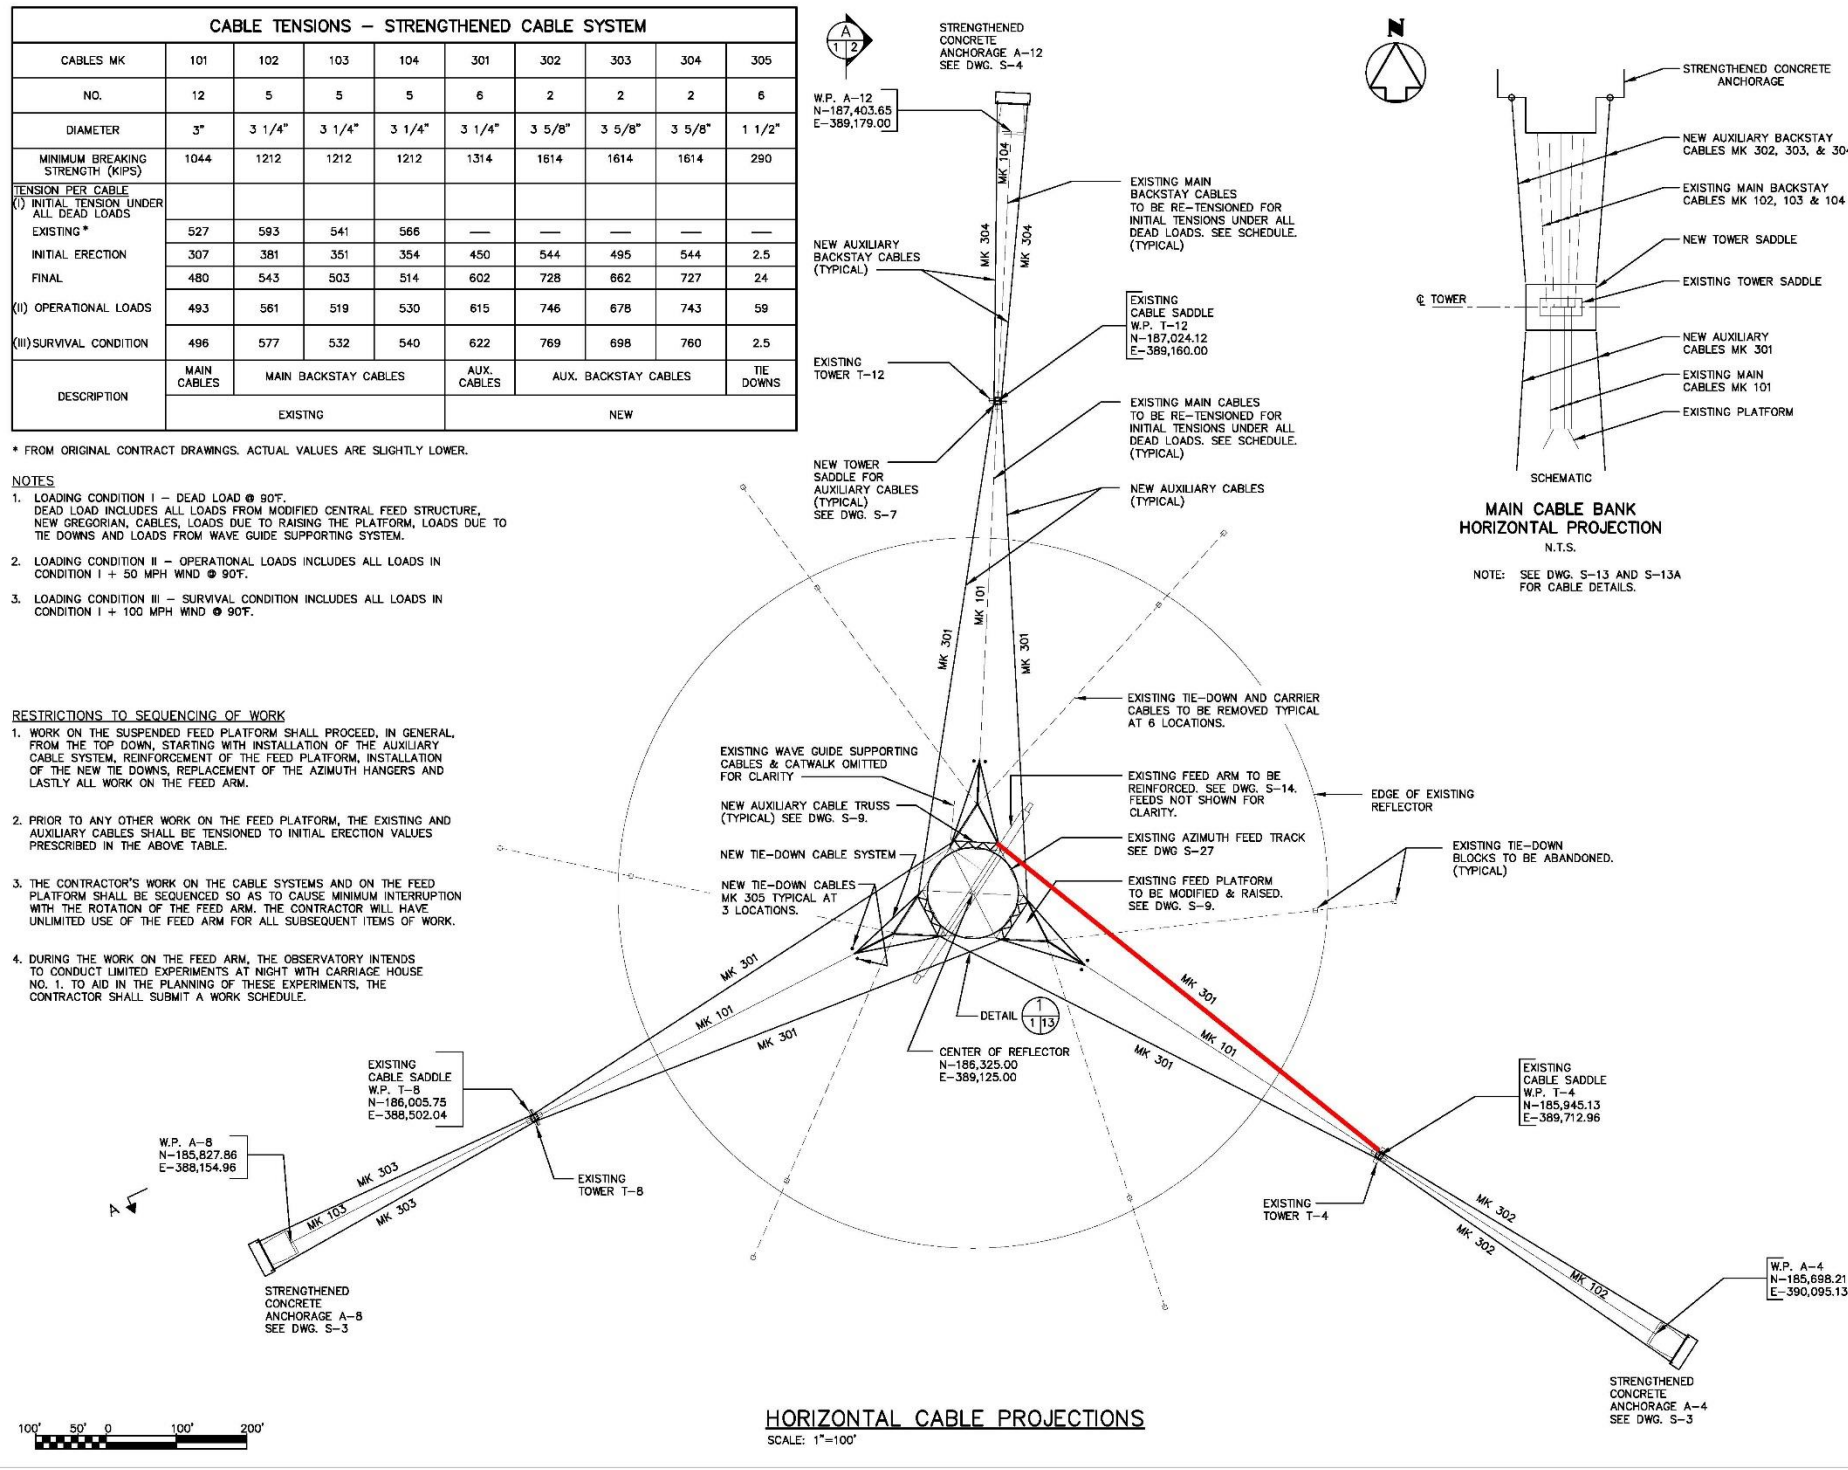 CABLE TENSIONS – STRENGTHENED CABLE SYSTEM
CABLES MK 101 102 103 104 301 302 303 304 305
NO. 12 5 5 5 6 2 2 2 6
DIAMETER 3" 3 1/4" 3 1/4" 3 1/4" 3 1/4" 3 5/8" 3 5/8" 3 5/8" 1 1/2"
MINIMUM BREAKING
STRENGTH (KIPS) 1044 1212 1212 1212 1314 1614 1614 1614 290
TENSION PER CABLE
(I) INITIAL TENSION UNDER
ALL DEAD LOADS
EXISTING* 527 593 541 566 — — — — —
INITIAL ERECTION 307 381 351 354 450 544 495 544 2.5
FINAL 480 543 503 514 602 728 662 727 24
(II) OPERATIONAL LOADS 493 561 519 530 615 746 678 743 59
(III) SURVIVAL CONDITION 496 577 532 540 622 769 698 760 2.5
DESCRIPTION
MAIN
CABLES
MAIN BACKSTAY CABLES
AUX.
CABLES
AUX. BACKSTAY CABLES
TIE
DOWNS
EXISTNG
NEW
* FROM ORIGINAL CONTRACT DRAWINGS. ACTUAL VALUES ARE SLIGHTLY LOWER.
NOTES
1. LOADING CONDITION I – DEAD LOAD @ 90°F.
DEAD LOAD INCLUDES ALL LOADS FROM MODIFIED CENTRAL FEED STRUCTURE,
NEW GREGORIAN, CABLES, LOADS DUE TO RAISING THE PLATFORM, LOADS DUE TO
TIE DOWNS AND LOADS FROM WAVE GUIDE SUPPORTING SYSTEM.
2. LOADING CONDITION II – OPERATIONAL LOADS INCLUDES ALL LOADS IN
CONDITION I + 50 MPH WIND @ 90°F.
3. LOADING CONDITION III – SURVIVAL CONDITION INCLUDES ALL LOADS IN
CONDITION I + 100 MPH WIND @ 90°F.
RESTRICTIONS TO SEQUENCING OF WORK
1. WORK ON THE SUSPENDED FEED PLATFORM SHALL PROCEED, IN GENERAL,
FROM THE TOP DOWN, STARTING WITH INSTALLATION OF THE AUXILIARY
CABLE SYSTEM, REINFORCEMENT OF THE FEED PLATFORM, INSTALLATION
OF THE NEW TIE DOWNS, REPLACEMENT OF THE AZIMUTH HANGERS AND
LASTLY ALL WORK ON THE FEED ARM.
2. PRIOR TO ANY OTHER WORK ON THE FEED PLATFORM, THE EXISTING AND
AUXILIARY CABLES SHALL BE TENSIONED TO INITIAL ERECTION VALUES
PRESCRIBED IN THE ABOVE TABLE.
3. THE CONTRACTOR'S WORK ON THE CABLE SYSTEMS AND ON THE FEED
PLATFORM SHALL BE SEQUENCED SO AS TO CAUSE MINIMUM INTERRUPTION
WITH THE ROTATION OF THE FEED ARM. THE CONTRACTOR WILL HAVE
UNLIMITED USE OF THE FEED ARM FOR ALL SUBSEQUENT ITEMS OF WORK.
4. DURING THE WORK ON THE FEED ARM, THE OBSERVATORY INTENDS
TO CONDUCT LIMITED EXPERIMENTS AT NIGHT WITH CARRIAGE HOUSE
NO. 1. TO AID IN THE PLANNING OF THESE EXPERIMENTS, THE
CONTRACTOR SHALL SUBMIT A WORK SCHEDULE.
A
1 2
STRENGTHENED
CONCRETE
ANCHORAGE A–12
SEE DWG. S–4
W.P. A–12
N–187,403.65
E–389,179.00
MK 104
MK 304
MK 304
EXISTING MAIN
BACKSTAY CABLES
TO BE RE–TENSIONED FOR
INITIAL TENSIONS UNDER ALL
DEAD LOADS. SEE SCHEDULE.
(TYPICAL)
NEW AUXILIARY
BACKSTAY CABLES
(TYPICAL)
EXISTING
CABLE SADDLE
W.P. T–12
N–187,024.12
E–389,160.00
EXISTING
TOWER T–12
EXISTING MAIN CABLES
TO BE RE–TENSIONED FOR
INITIAL TENSIONS UNDER ALL
DEAD LOADS. SEE SCHEDULE.
(TYPICAL)
NEW TOWER
SADDLE FOR
AUXILIARY CABLES
(TYPICAL)
SEE DWG. S–7
NEW AUXILIARY CABLES
(TYPICAL)
MK 301
MK 101
MK 301
EXISTING TIE–DOWN AND CARRIER
CABLES TO BE REMOVED TYPICAL
AT 6 LOCATIONS.
EXISTING WAVE GUIDE SUPPORTING
CABLES & CATWALK OMITTED
FOR CLARITY
NEW AUXILIARY CABLE TRUSS
(TYPICAL) SEE DWG. S–9.
NEW TIE–DOWN CABLE SYSTEM
NEW TIE–DOWN CABLES
MK 305 TYPICAL AT
3 LOCATIONS.
EXISTING FEED ARM TO BE
REINFORCED. SEE DWG. S–14.
FEEDS NOT SHOWN FOR
CLARITY.
EXISTING AZIMUTH FEED TRACK
SEE DWG S–27
EXISTING FEED PLATFORM
TO BE MODIFIED & RAISED.
SEE DWG. S–9.
EDGE OF EXISTING
REFLECTOR
EXISTING TIE–DOWN
BLOCKS TO BE ABANDONED.
(TYPICAL)
MK 301
MK 101
MK 301
DETAIL 1
1 13
CENTER OF REFLECTOR
N–186,325.00
E–389,125.00
MK 301
MK 101
MK 301
EXISTING
CABLE SADDLE
W.P. T–8
N–186,005.75
E–388,502.04
W.P. A–8
N–185,827.86
E–388,154.96
EXISTING
TOWER T–8
A
MK 303
MK 103
MK 303
STRENGTHENED
CONCRETE
ANCHORAGE A–8
SEE DWG. S–3
EXISTING
CABLE SADDLE
W.P. T–4
N–185,945.13
E–389,712.96
EXISTING
TOWER T–4
MK 302
MK 302
MK 102
W.P. A–4
N–185,698.21
E–390,095.13
STRENGTHENED
CONCRETE
ANCHORAGE A–4
SEE DWG. S–3
N
STRENGTHENED CONCRETE
ANCHORAGE
NEW AUXILIARY BACKSTAY
CABLES MK 302, 303, & 304
EXISTING MAIN BACKSTAY
CABLES MK 102, 103 & 104
NEW TOWER SADDLE
EXISTING TOWER SADDLE
℄ TOWER
NEW AUXILIARY
CABLES MK 301
EXISTING MAIN
CABLES MK 101
EXISTING PLATFORM
SCHEMATIC
MAIN CABLE BANK
HORIZONTAL PROJECTION
N.T.S.
NOTE: SEE DWG. S–13 AND S–13A
FOR CABLE DETAILS.
100' 50' 0 100' 200'
HORIZONTAL CABLE PROJECTIONS
SCALE: 1"=100'